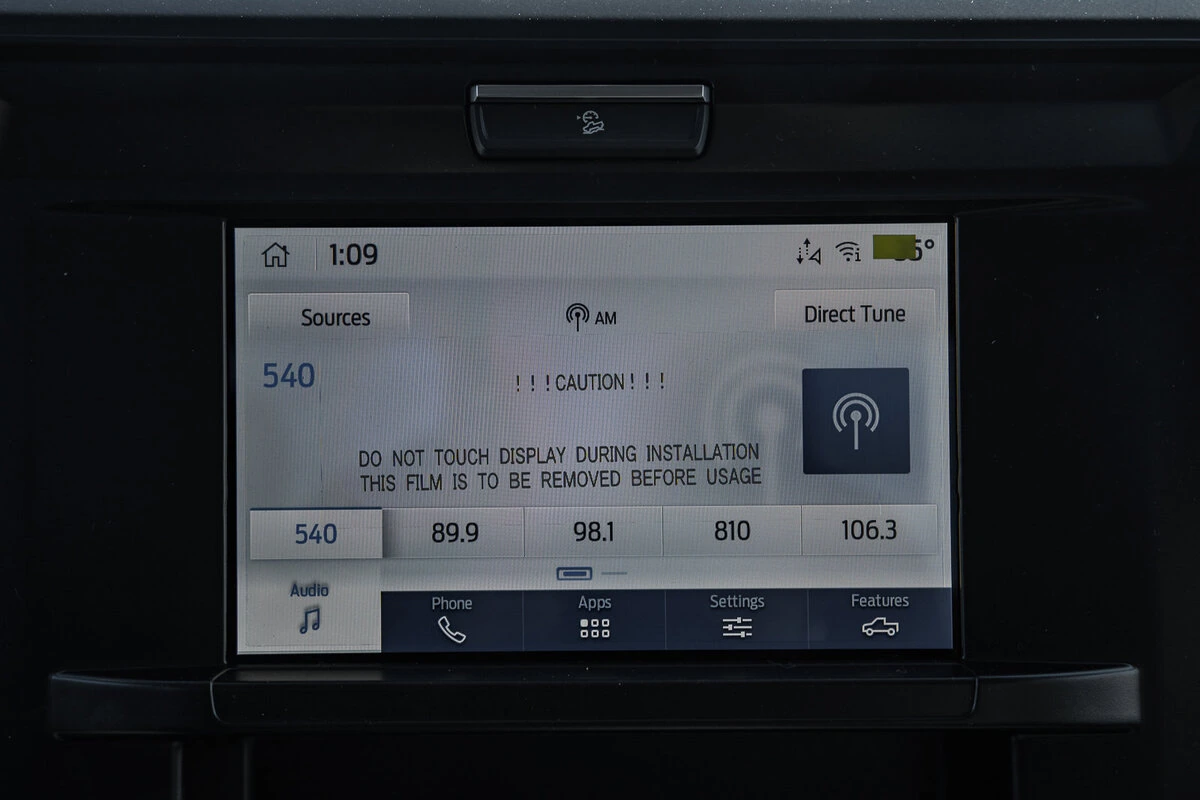 1:09
Sources
AM
Direct Tune
540
! ! ! CAUTION ! ! !
DO NOT TOUCH DISPLAY DURING INSTALLATION
THIS FILM IS TO BE REMOVED BEFORE USAGE
540 89.9 98.1 810 106.3
Audio Phone Apps Settings Features